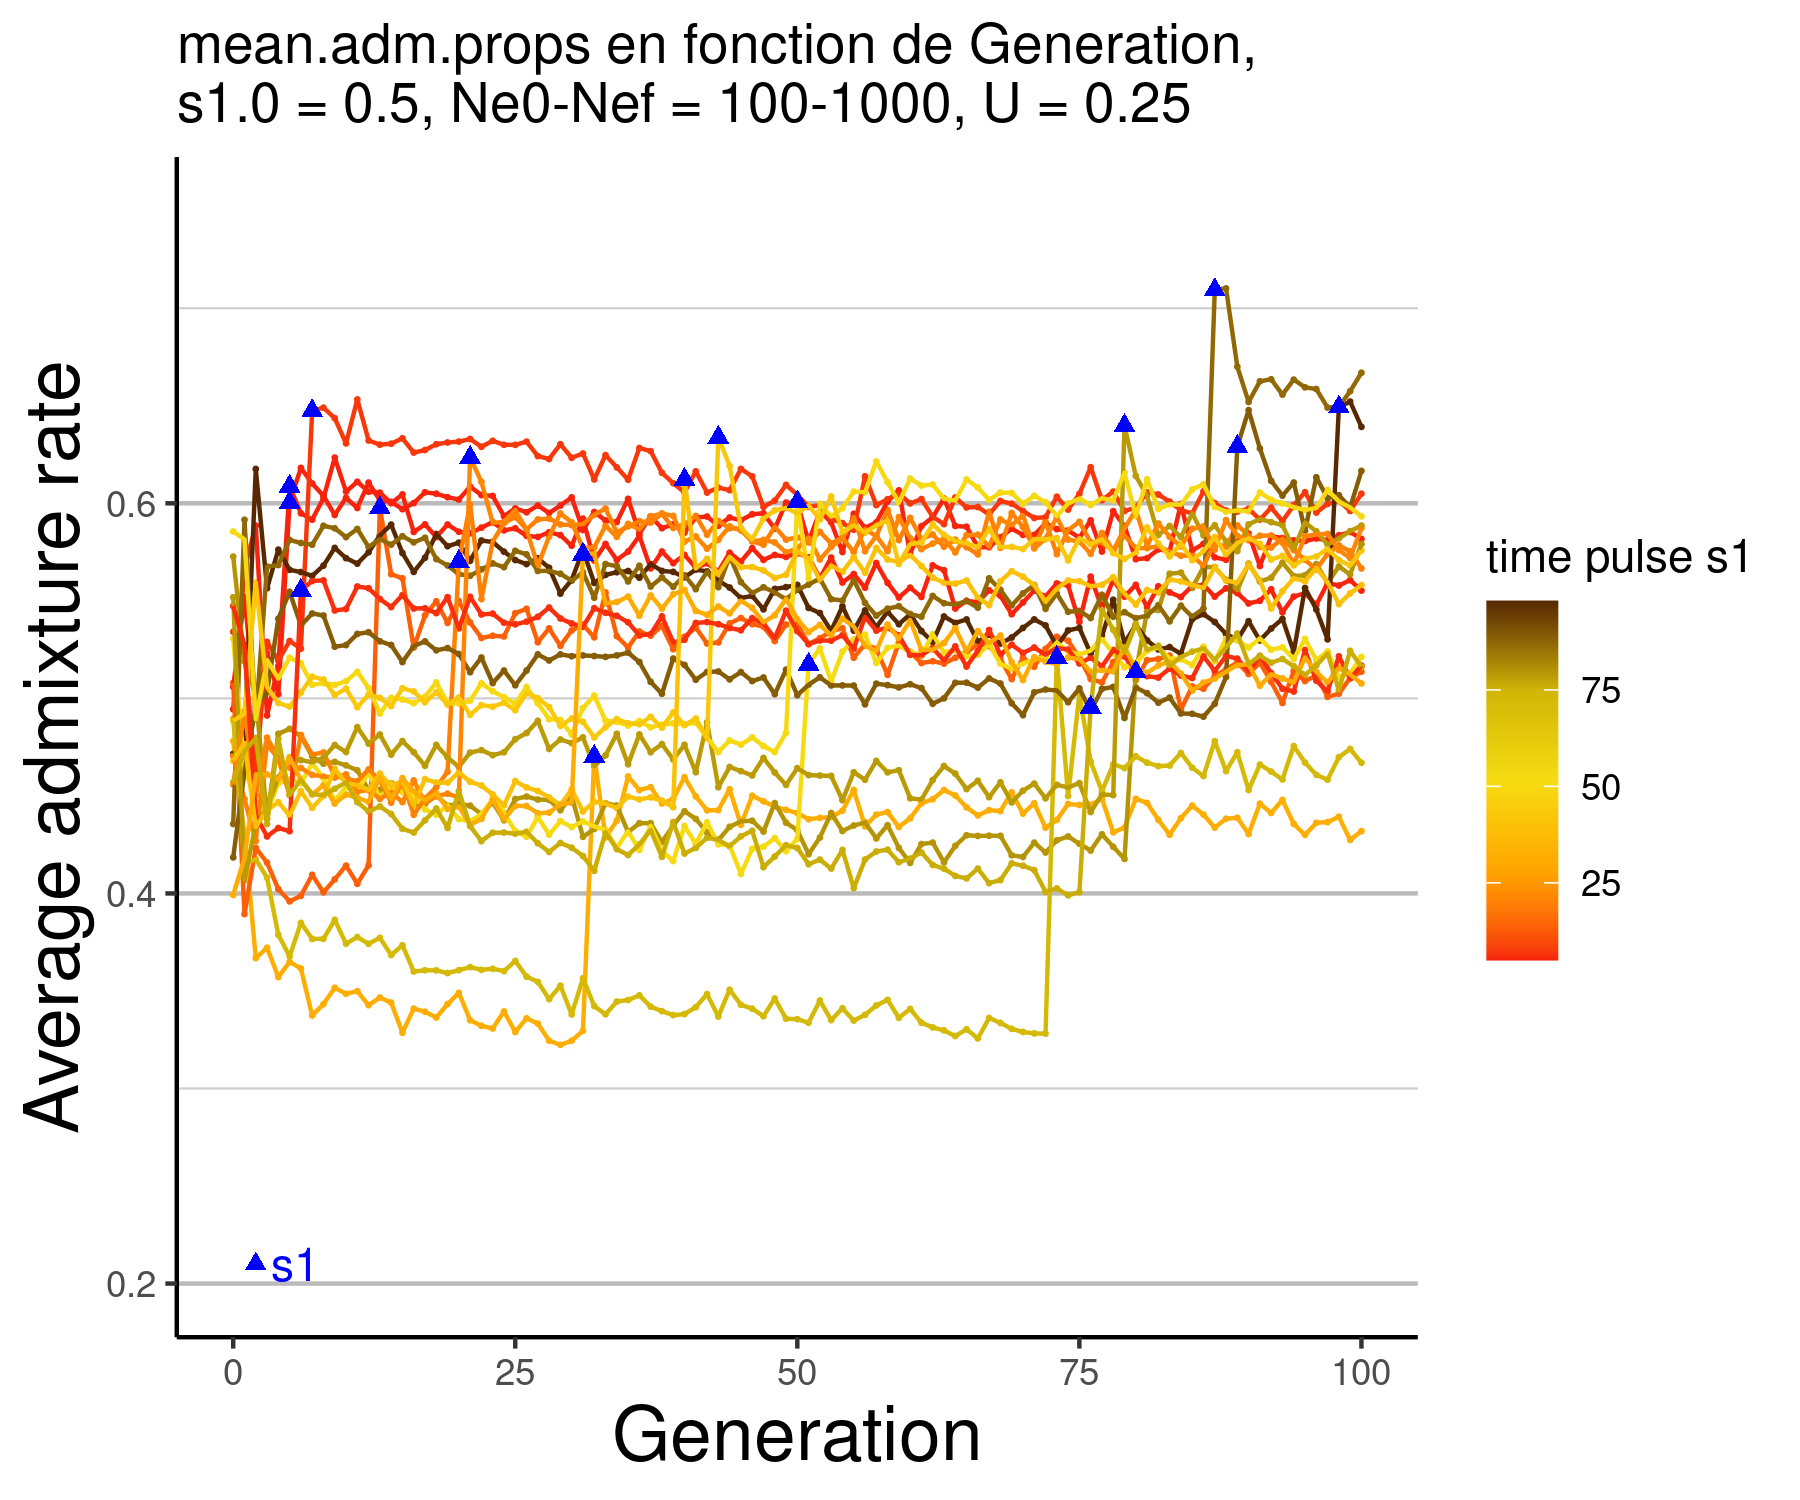 mean.adm.props en fonction de Generation,
s1.0 = 0.5, Ne0-Nef = 100-1000, U = 0.25
Average admixture rate
0.6
0.4
0.2
s1
0
25
50
75
100
Generation
time pulse s1
75
50
25